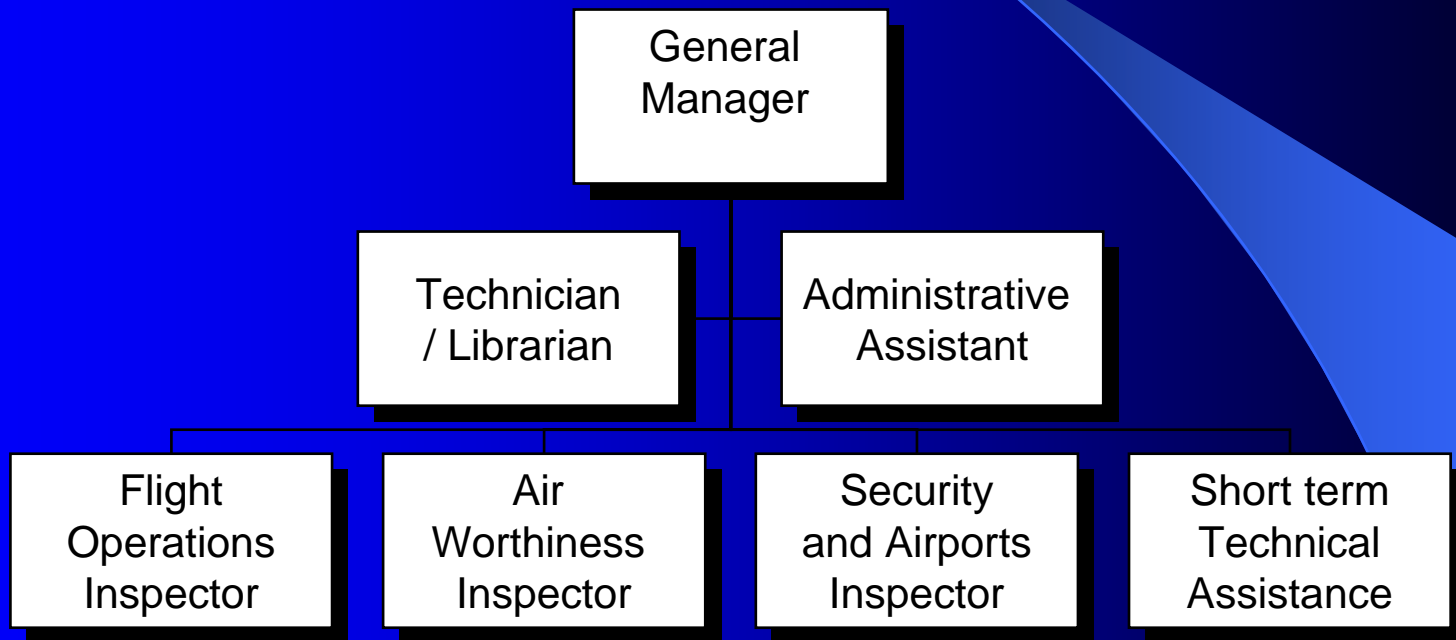 General
Manager
Technician
/ Librarian
Administrative
Assistant
Flight
Operations
Inspector
Air
Worthiness
Inspector
Security
and Airports
Inspector
Short term
Technical
Assistance